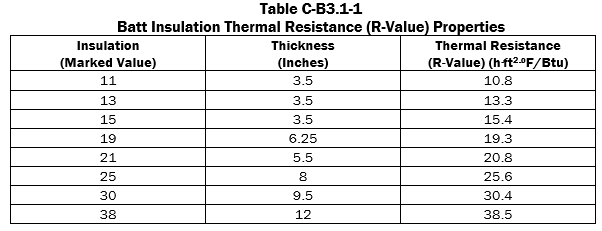 Table C-B3.1-1
Batt Insulation Thermal Resistance (R-Value) Properties
Insulation Thickness Thermal Resistance
(Marked Value) (Inches) (R-Value) (h·ft²·ºF/Btu)
11 3.5 10.8
13 3.5 13.3
15 3.5 15.4
19 6.25 19.3
21 5.5 20.8
25 8 25.6
30 9.5 30.4
38 12 38.5